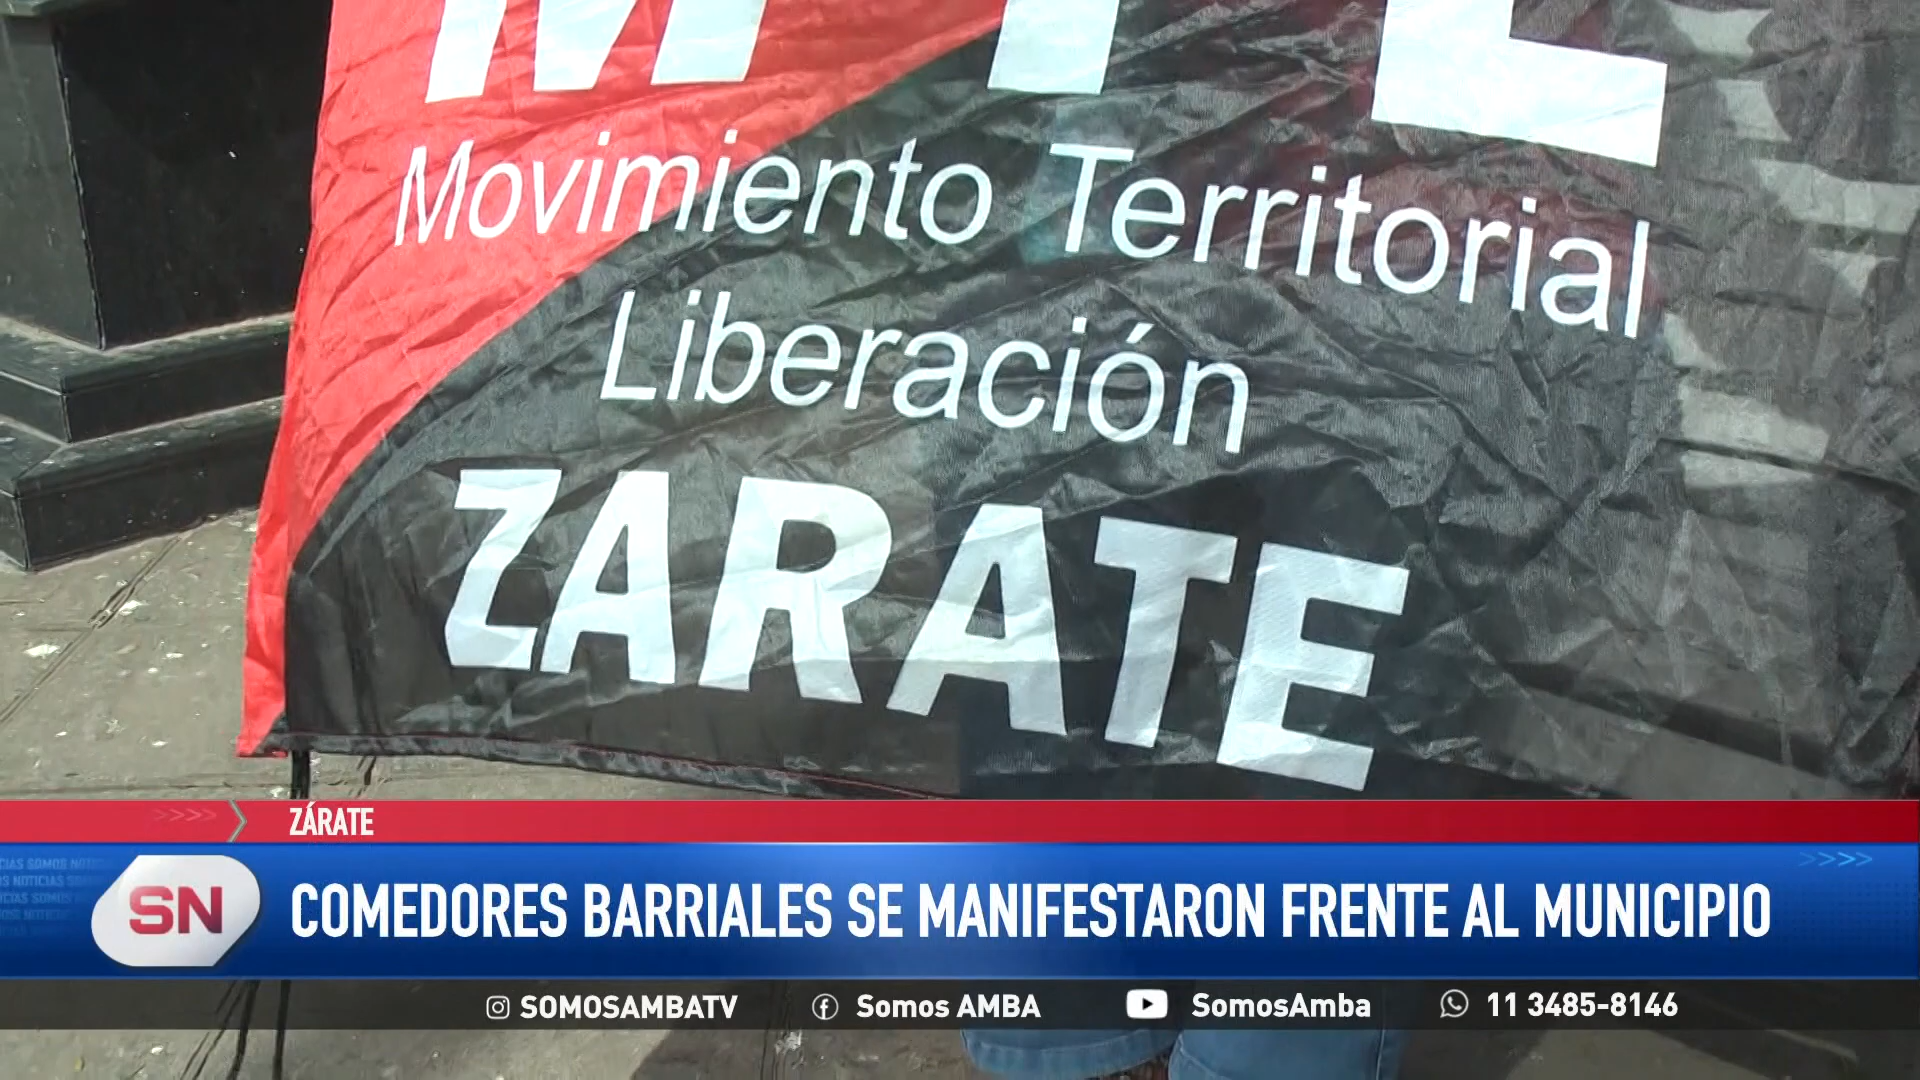 MTL
Movimiento Territorial
Liberación
ZARATE
ZÁRATE
SN
COMEDORES BARRIALES SE MANIFESTARON FRENTE AL MUNICIPIO
SOMOSAMBATV
Somos AMBA
SomosAmba
11 3485-8146